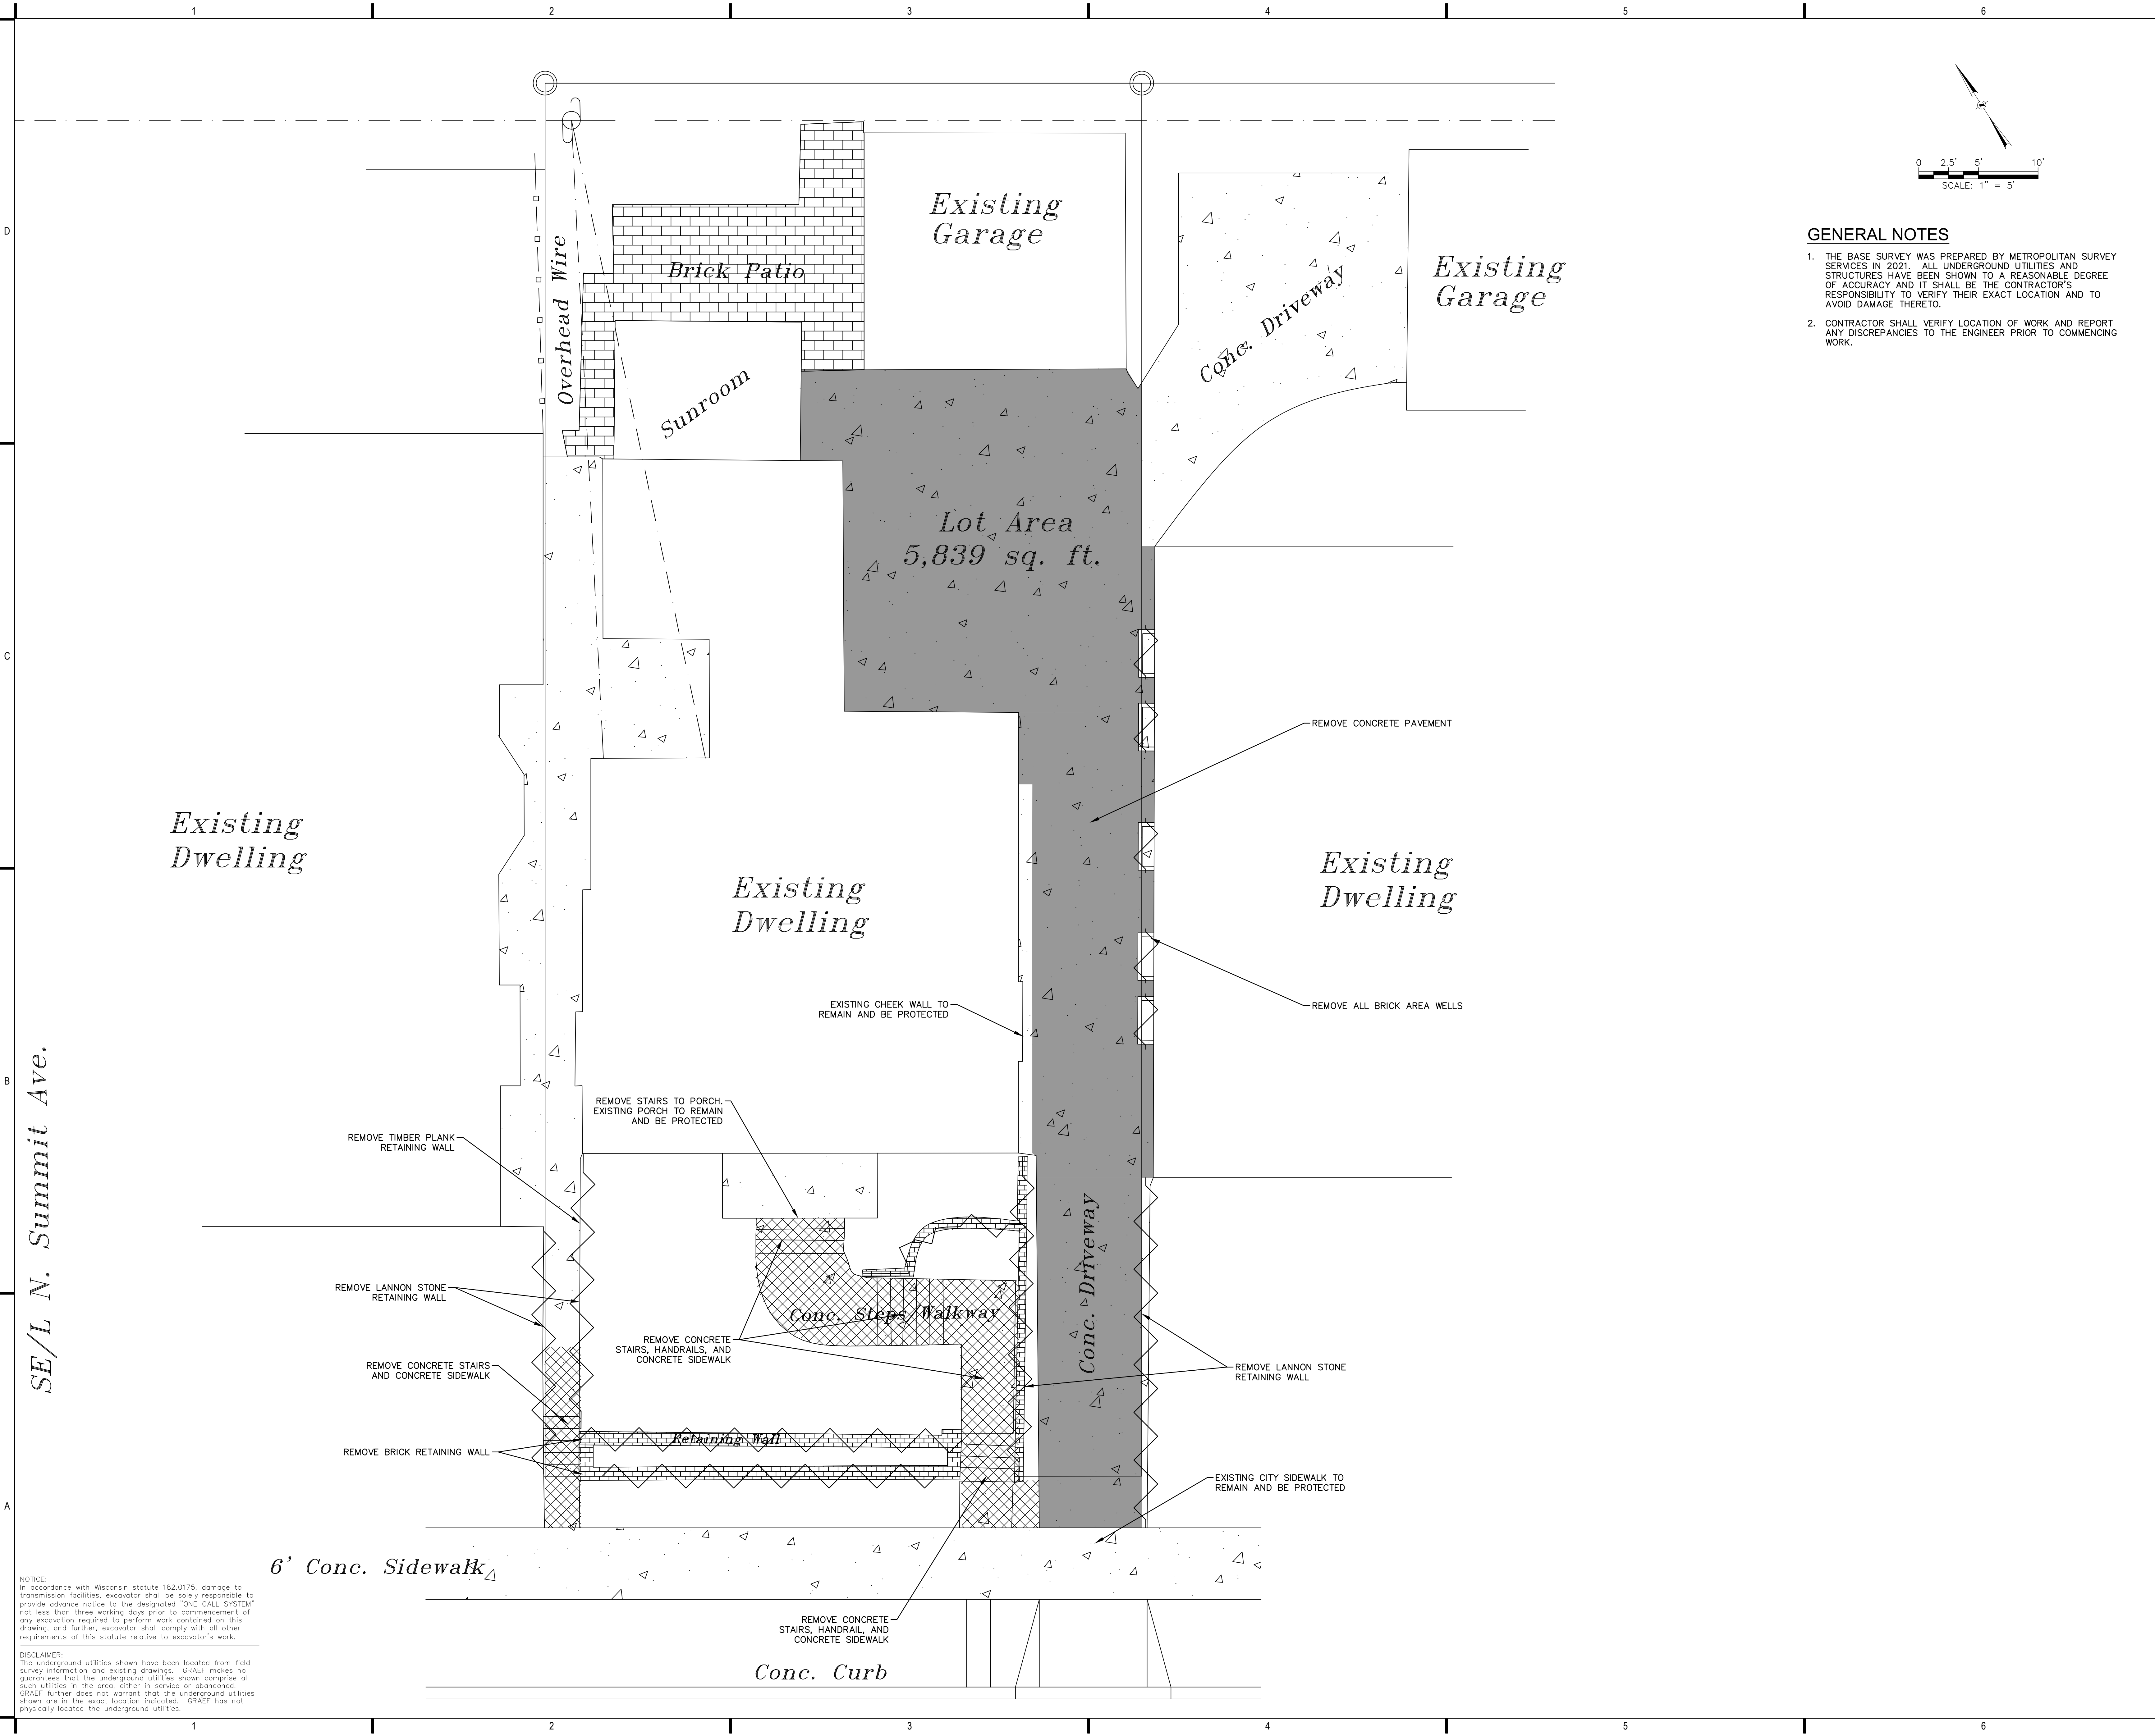 1 2 3 4 5 6
0 2.5' 5' 10'
SCALE: 1" = 5'
GENERAL NOTES
1. THE BASE SURVEY WAS PREPARED BY METROPOLITAN SURVEY
SERVICES IN 2021. ALL UNDERGROUND UTILITIES AND
STRUCTURES HAVE BEEN SHOWN TO A REASONABLE DEGREE
OF ACCURACY AND IT SHALL BE THE CONTRACTOR'S
RESPONSIBILITY TO VERIFY THEIR EXACT LOCATION AND TO
AVOID DAMAGE THERETO.
2. CONTRACTOR SHALL VERIFY LOCATION OF WORK AND REPORT
ANY DISCREPANCIES TO THE ENGINEER PRIOR TO COMMENCING
WORK.
D
Existing
Garage
Overhead Wire
Brick Patio
Conc. Driveway
Existing
Garage
Sunroom
Lot Area
5,839 sq. ft.
C
REMOVE CONCRETE PAVEMENT
Existing
Dwelling
Existing
Dwelling
Existing
Dwelling
EXISTING CHEEK WALL TO
REMAIN AND BE PROTECTED
REMOVE ALL BRICK AREA WELLS
B
SE/L N. Summit Ave.
REMOVE STAIRS TO PORCH.
EXISTING PORCH TO REMAIN
AND BE PROTECTED
REMOVE TIMBER PLANK
RETAINING WALL
Conc. Driveway
REMOVE LANNON STONE
RETAINING WALL
Conc. Steps/Walkway
REMOVE CONCRETE
STAIRS, HANDRAILS, AND
CONCRETE SIDEWALK
REMOVE CONCRETE STAIRS
AND CONCRETE SIDEWALK
REMOVE LANNON STONE
RETAINING WALL
Retaining Wall
REMOVE BRICK RETAINING WALL
EXISTING CITY SIDEWALK TO
REMAIN AND BE PROTECTED
A
6' Conc. Sidewalk
REMOVE CONCRETE
STAIRS, HANDRAIL, AND
CONCRETE SIDEWALK
Conc. Curb
NOTICE:
In accordance with Wisconsin statute 182.0175, damage to
transmission facilities, excavator shall be solely responsible to
provide advance notice to the designated "ONE CALL SYSTEM"
not less than three working days prior to commencement of
any excavation required to perform work contained on this
drawing, and further, excavator shall comply with all other
requirements of this statute relative to excavator's work.
DISCLAIMER:
The underground utilities shown have been located from field
survey information and existing drawings. GRAEF makes no
guarantees that the underground utilities shown comprise all
such utilities in the area, either in service or abandoned.
GRAEF further does not warrant that the underground utilities
shown are in the exact location indicated. GRAEF has not
physically located the underground utilities.
1 2 3 4 5 6